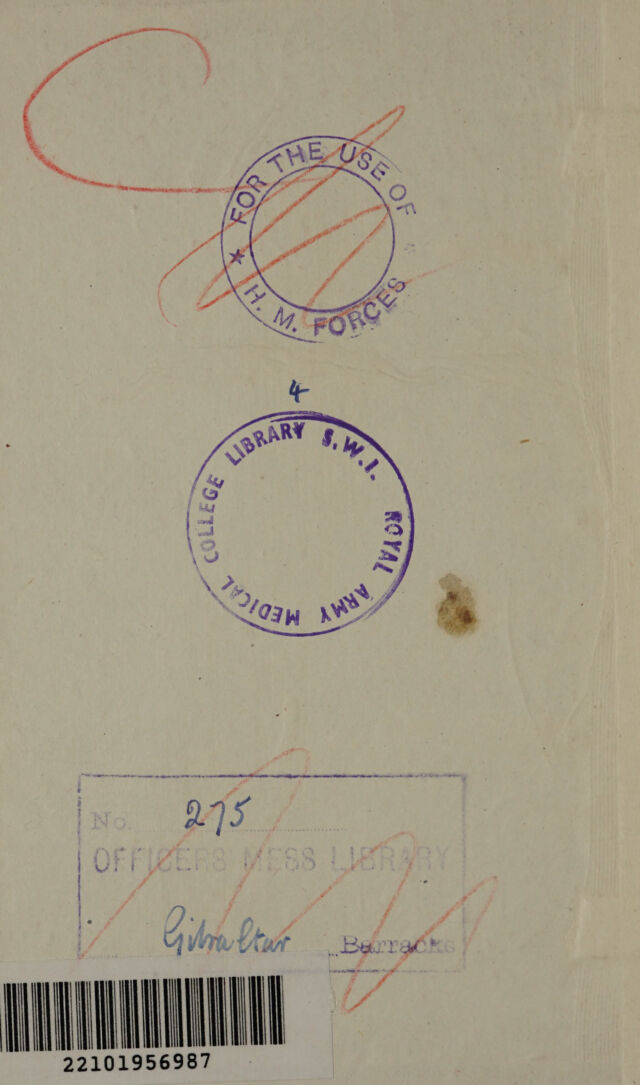 ★ FOR THE USE OF
H. M. FORCES
4
ROYAL ARMY MEDICAL COLLEGE LIBRARY S.W.1.
No. 275
OFFICERS MESS LIBRARY
Gibraltar Barracks
22101956987